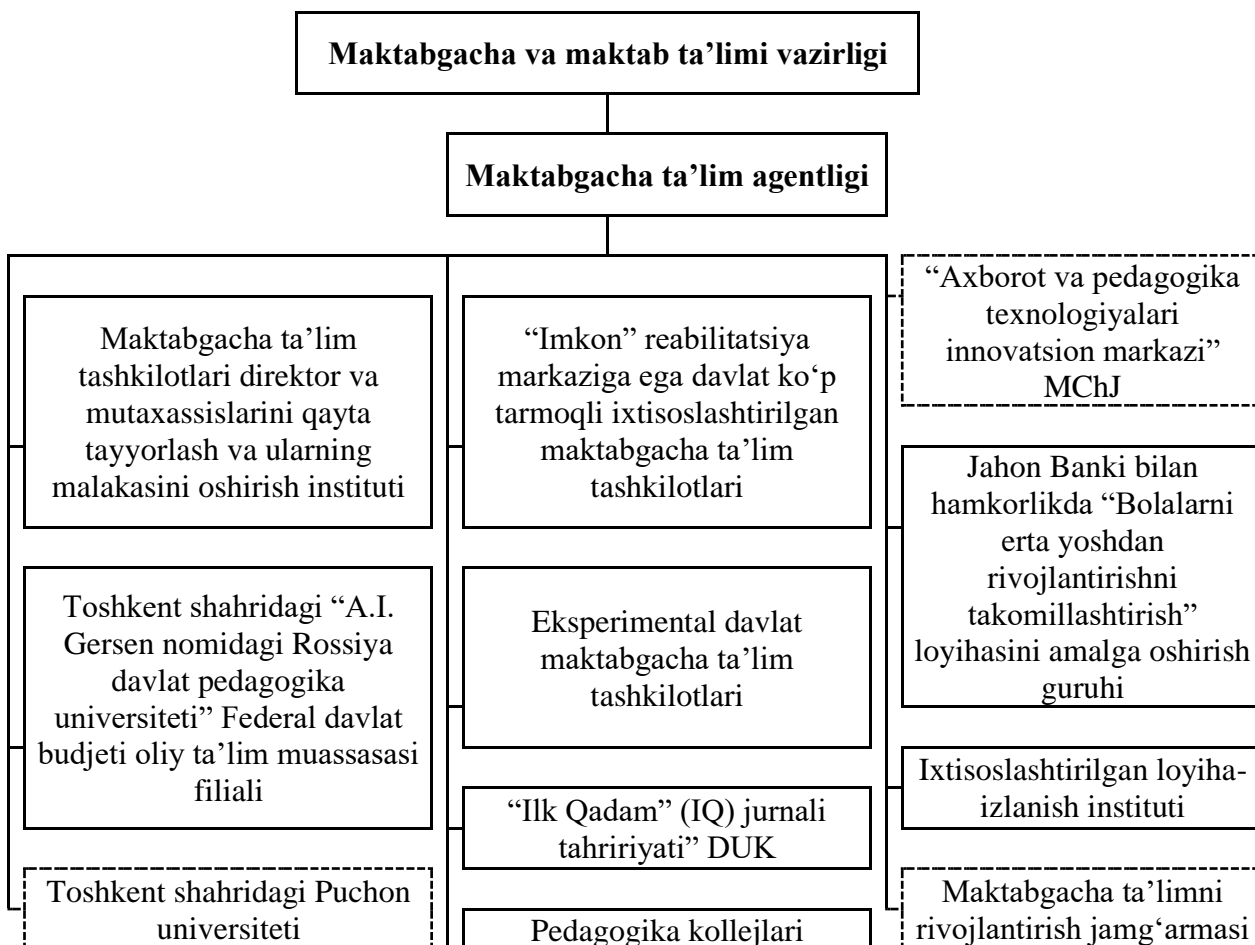 Maktabgacha va maktab ta’limi vazirligi
Maktabgacha ta’lim agentligi
Maktabgacha ta’lim
tashkilotlari direktor va
mutaxassislarini qayta
tayyorlash va ularning
malakasini oshirish instituti
Toshkent shahridagi “A.I.
Gersen nomidagi Rossiya
davlat pedagogika
universiteti” Federal davlat
budjeti oliy ta’lim muassasasi
filiali
Toshkent shahridagi Puchon
universiteti
“Imkon” reabilitatsiya
markaziga ega davlat ko‘p
tarmoqli ixtisoslashtirilgan
maktabgacha ta’lim
tashkilotlari
Eksperimental davlat
maktabgacha ta’lim
tashkilotlari
“Ilk Qadam” (IQ) jurnali
tahririyati” DUK
Pedagogika kollejlari
“Axborot va pedagogika
texnologiyalari
innovatsion markazi”
MChJ
Jahon Banki bilan
hamkorlikda “Bolalarni
erta yoshdan
rivojlantirishni
takomillashtirish”
loyihasini amalga oshirish
guruhi
Ixtisoslashtirilgan loyiha-
izlanish instituti
Maktabgacha ta’limni
rivojlantirish jamg‘armasi